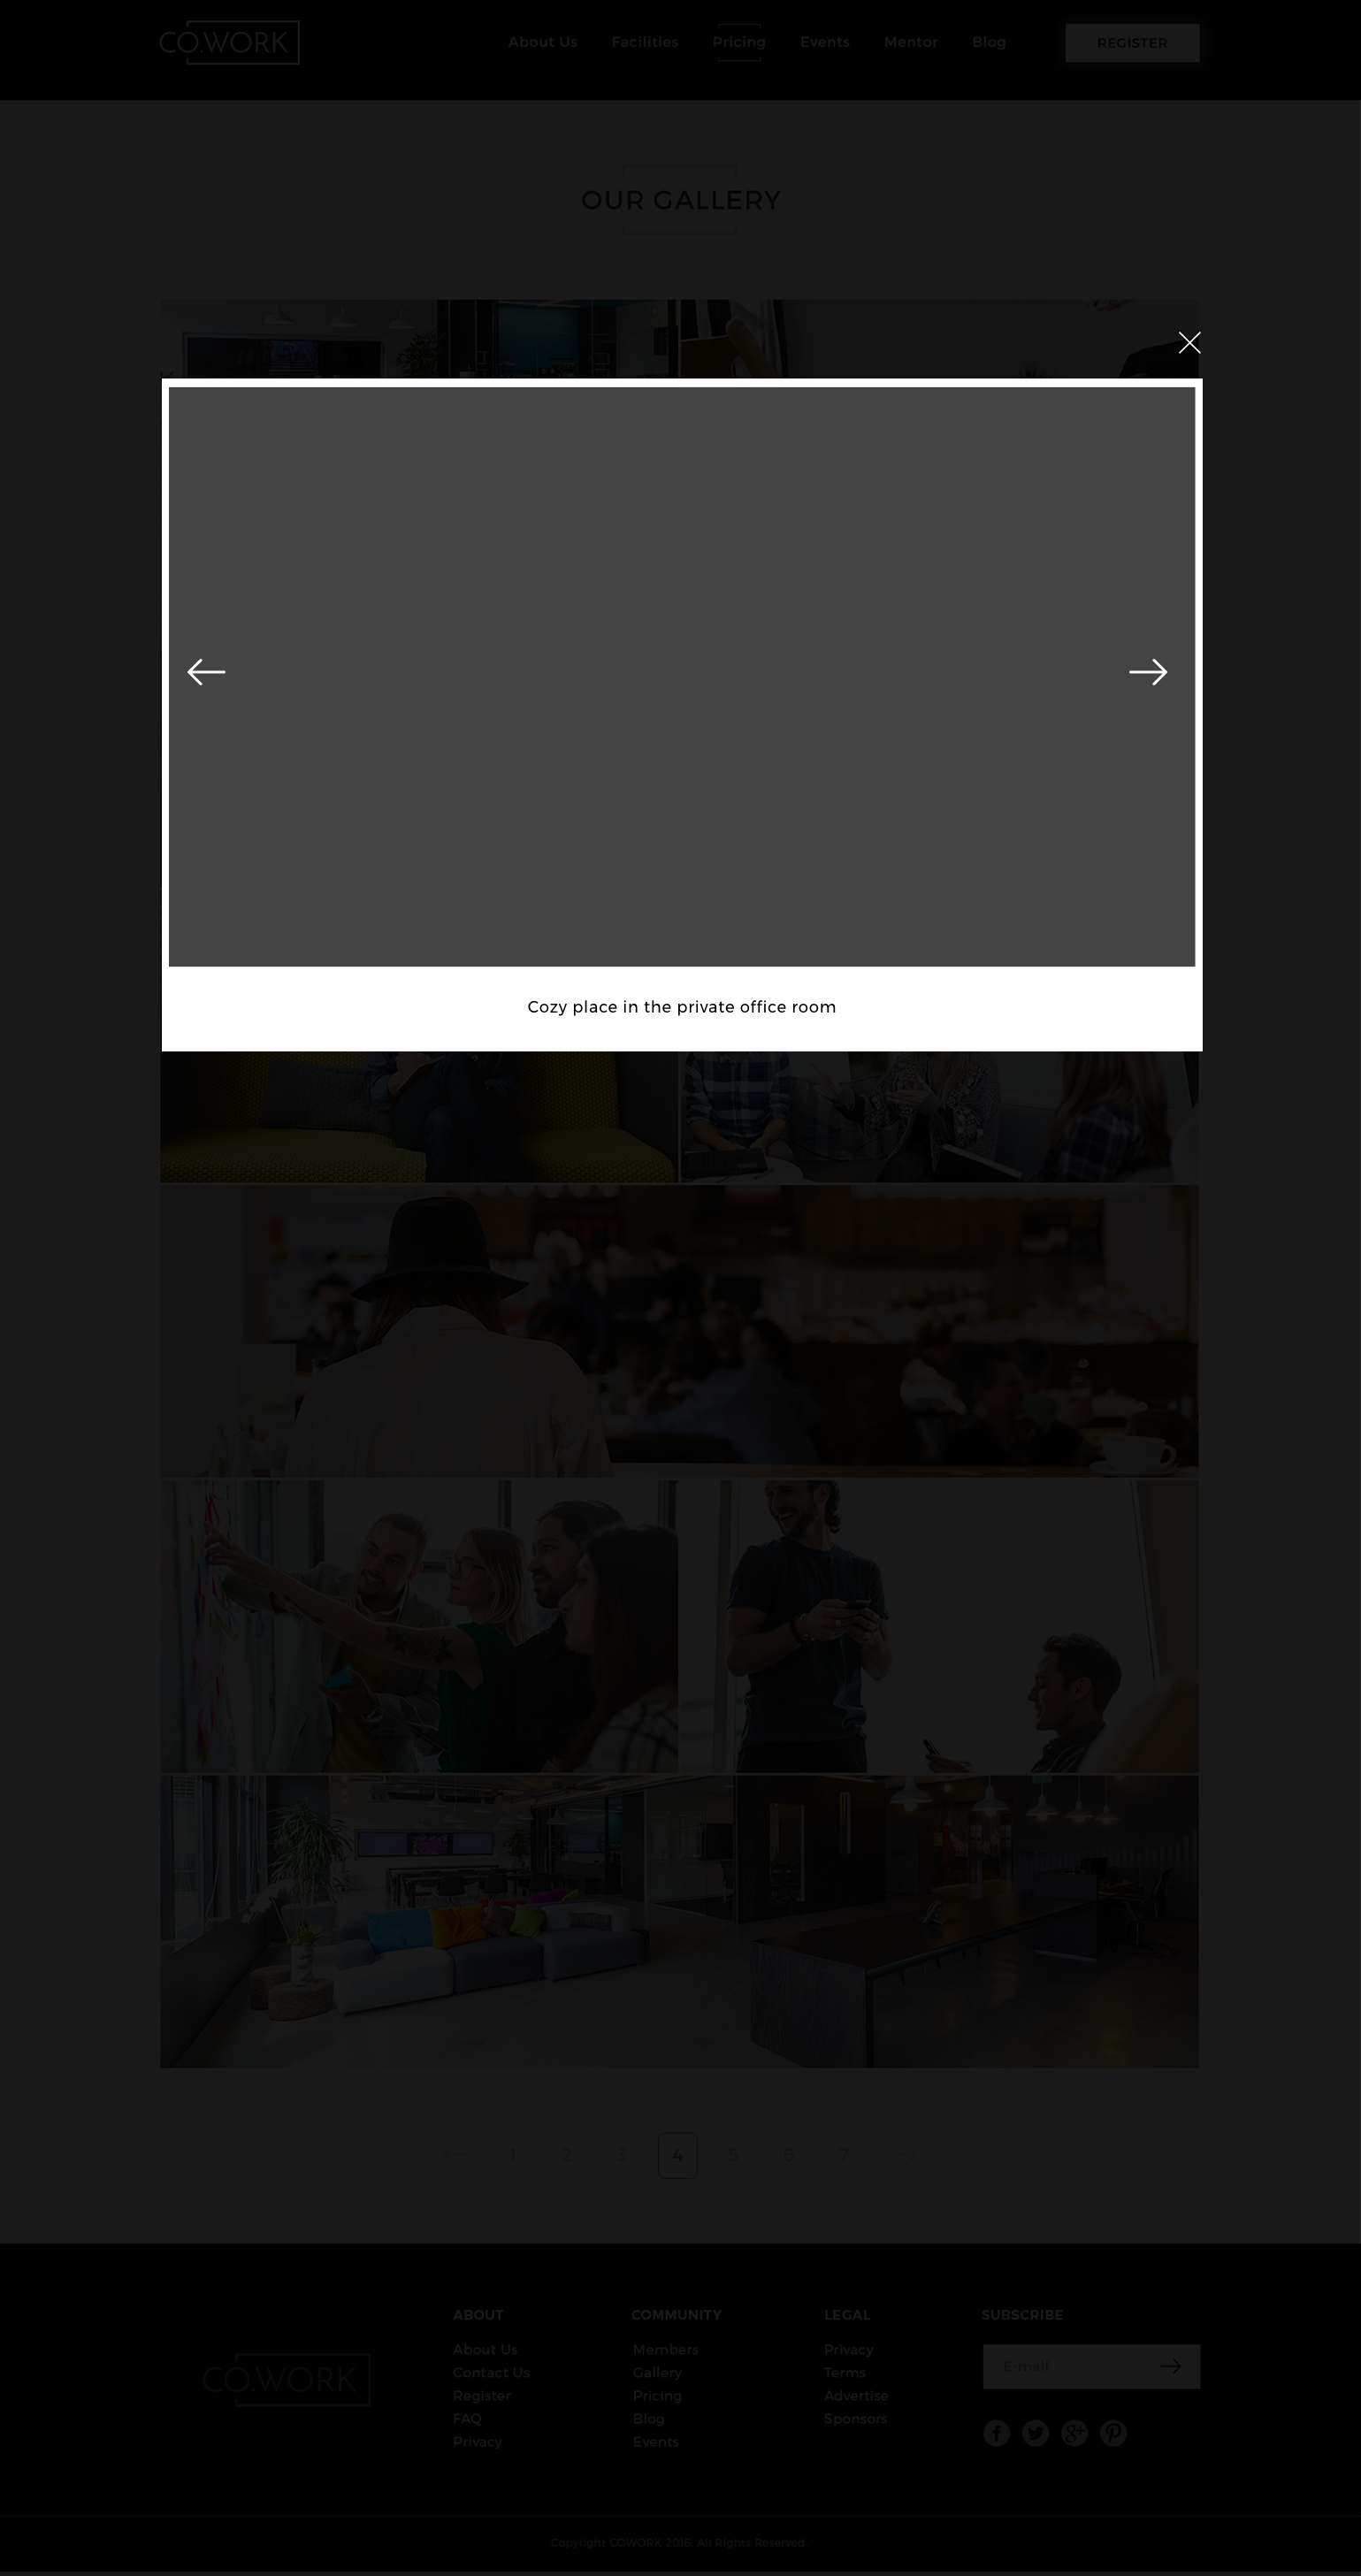 CO.WORK
About Us Facilities Pricing Events Mentor Blog REGISTER
OUR GALLERY
Cozy place in the private office room
1 2 3 4 5 6 7
CO.WORK
ABOUT
About Us
Contact Us
Register
FAQ
Privacy
COMMUNITY
Members
Gallery
Pricing
Blog
Events
LEGAL
Privacy
Terms
Advertise
Sponsors
SUBSCRIBE
E-mail
Copyright COWORK 2016. All Rights Reserved.